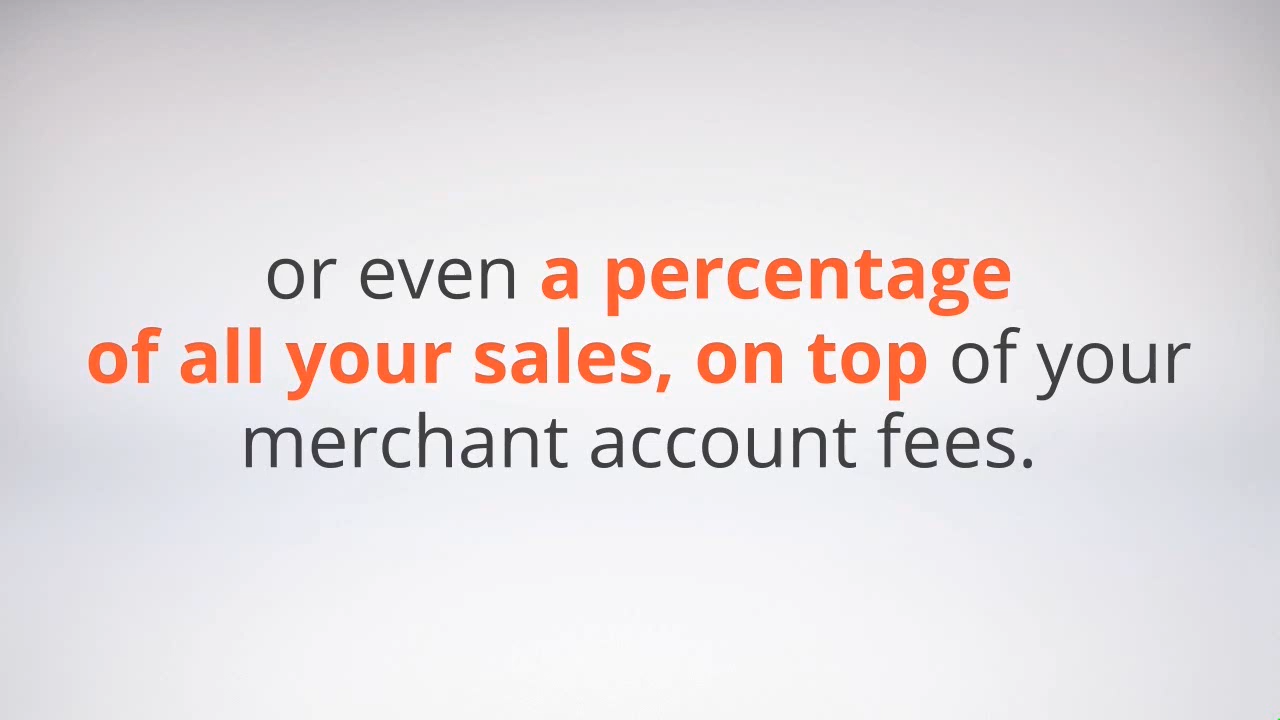 or even a percentage
of all your sales, on top of your
merchant account fees.